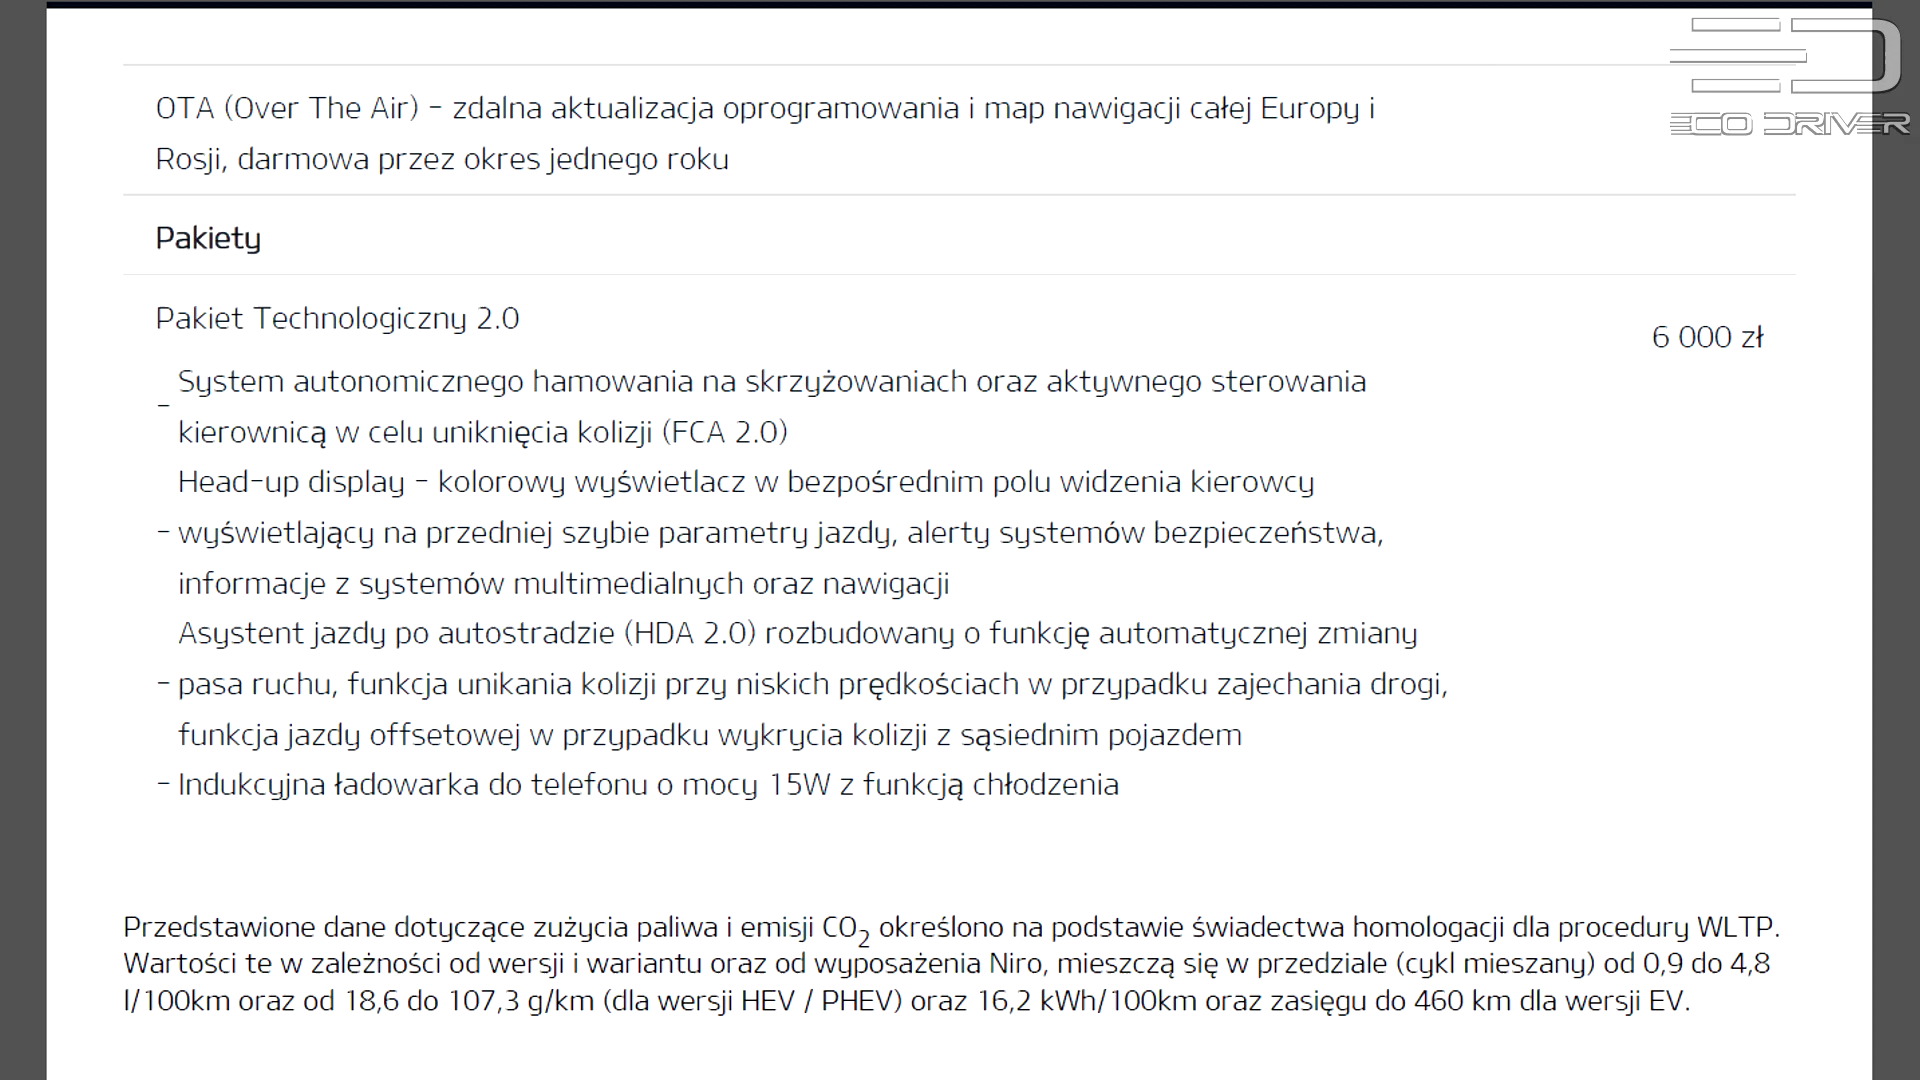 ECO DRIVER
OTA (Over The Air) - zdalna aktualizacja oprogramowania i map nawigacji całej Europy i
Rosji, darmowa przez okres jednego roku
Pakiety
Pakiet Technologiczny 2.0
6 000 zł
System autonomicznego hamowania na skrzyżowaniach oraz aktywnego sterowania
- kierownicą w celu uniknięcia kolizji (FCA 2.0)
Head-up display - kolorowy wyświetlacz w bezpośrednim polu widzenia kierowcy
- wyświetlający na przedniej szybie parametry jazdy, alerty systemów bezpieczeństwa,
informacje z systemów multimedialnych oraz nawigacji
Asystent jazdy po autostradzie (HDA 2.0) rozbudowany o funkcję automatycznej zmiany
- pasa ruchu, funkcja unikania kolizji przy niskich prędkościach w przypadku zajechania drogi,
funkcja jazdy offsetowej w przypadku wykrycia kolizji z sąsiednim pojazdem
- Indukcyjna ładowarka do telefonu o mocy 15W z funkcją chłodzenia
Przedstawione dane dotyczące zużycia paliwa i emisji CO₂ określono na podstawie świadectwa homologacji dla procedury WLTP.
Wartości te w zależności od wersji i wariantu oraz od wyposażenia Niro, mieszczą się w przedziale (cykl mieszany) od 0,9 do 4,8
l/100km oraz od 18,6 do 107,3 g/km (dla wersji HEV / PHEV) oraz 16,2 kWh/100km oraz zasięgu do 460 km dla wersji EV.